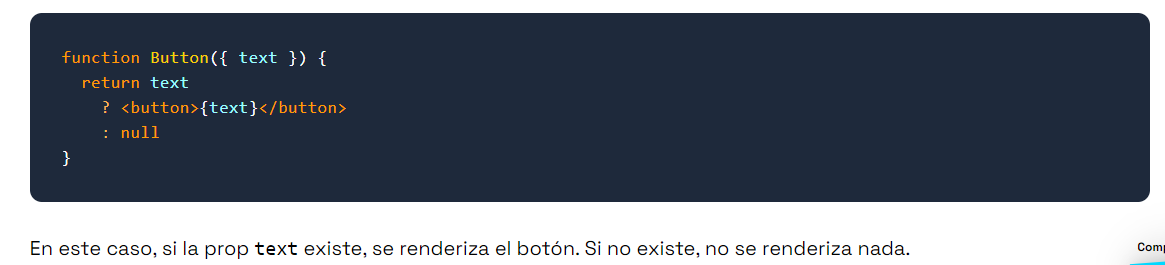 function Button({ text }) {
  return text
    ? <button>{text}</button>
    : null
}
En este caso, si la prop text existe, se renderiza el botón. Si no existe, no se renderiza nada.
Comp